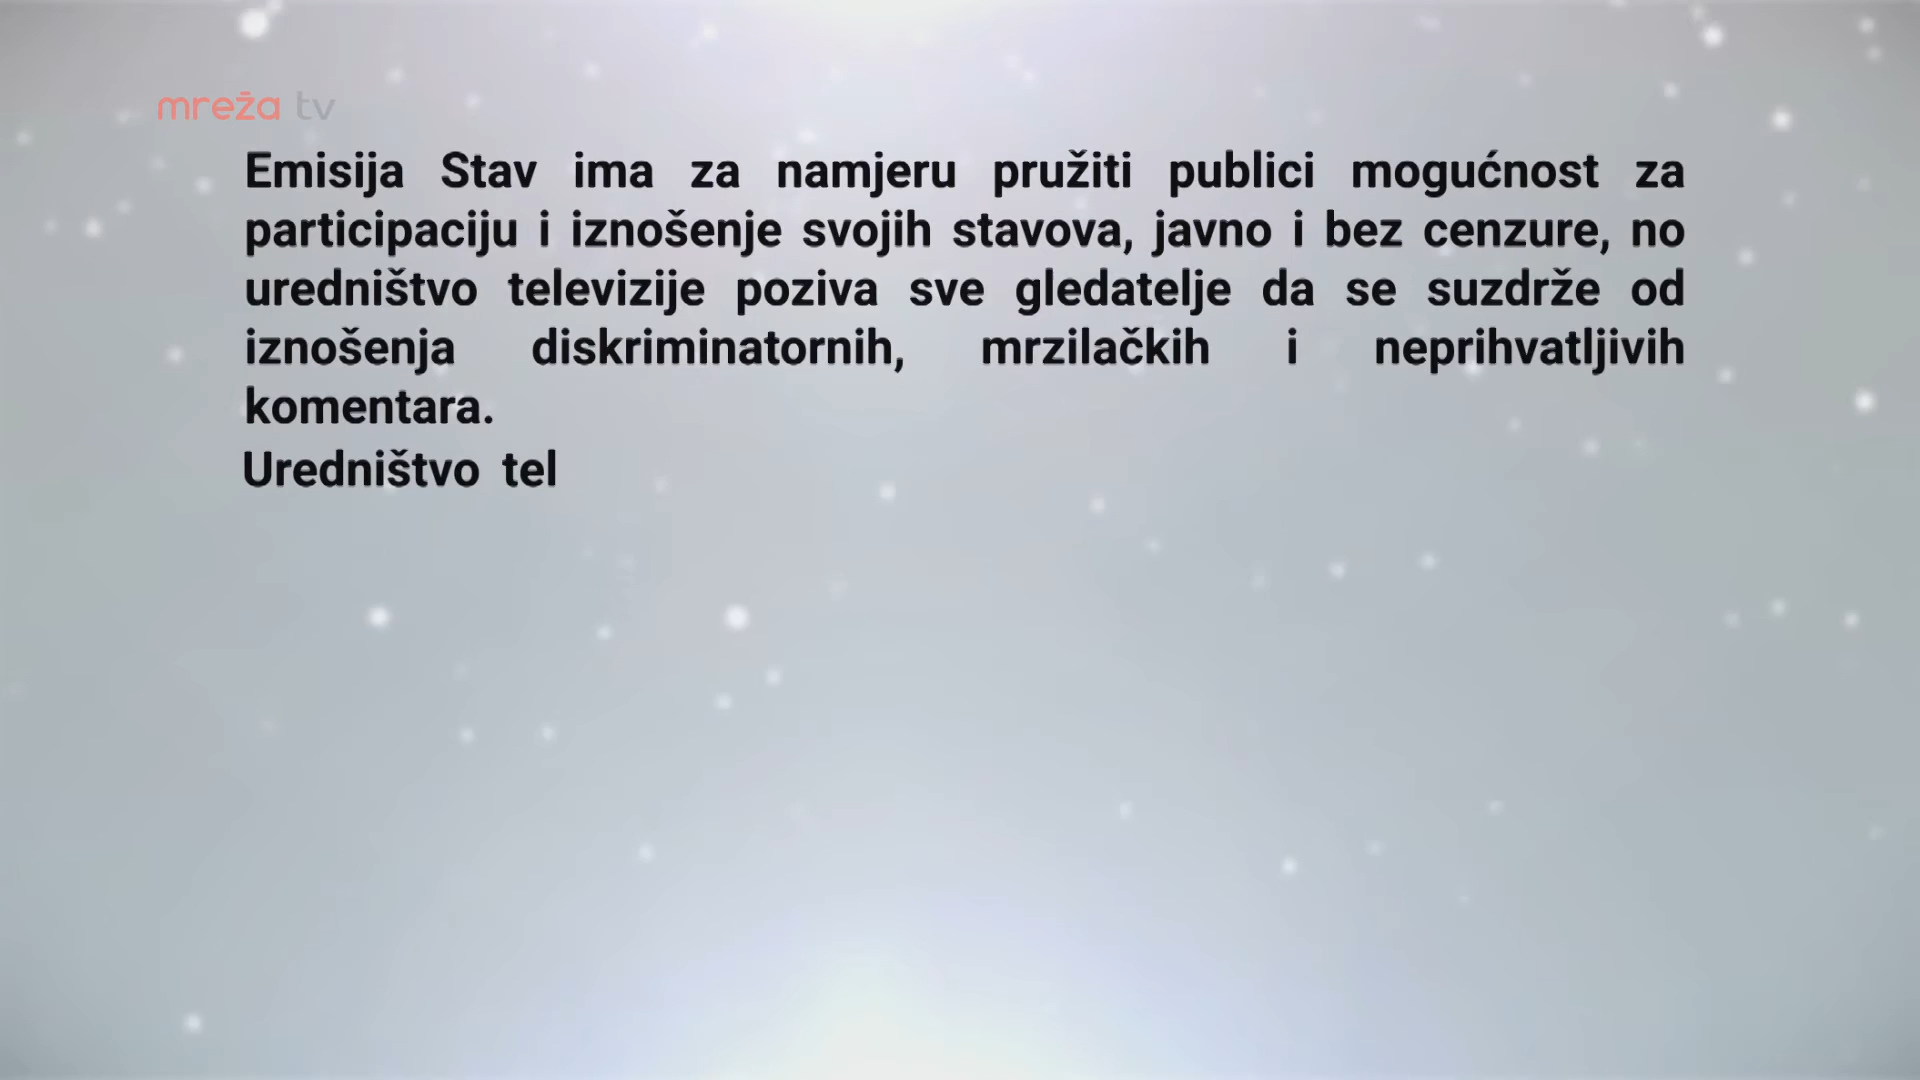 mreža tv
Emisija Stav ima za namjeru pružiti publici mogućnost za
participaciju i iznošenje svojih stavova, javno i bez cenzure, no
uredništvo televizije poziva sve gledatelje da se suzdrže od
iznošenja diskriminatornih, mrzilačkih i neprihvatljivih
komentara.
Uredništvo tel